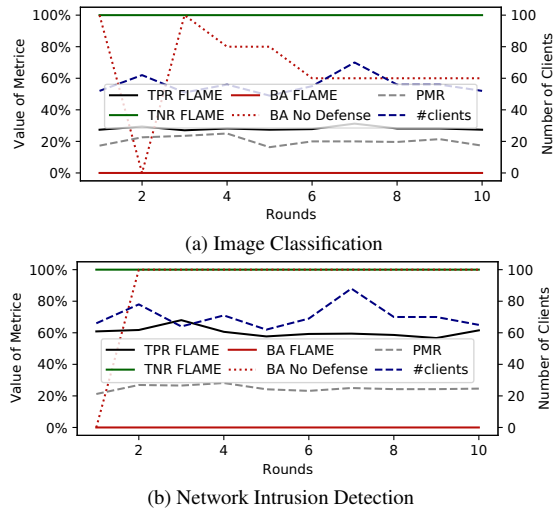 100%
80%
60%
40%
20%
0%
Value of Metrice
100
80
60
40
20
0
Number of Clients
TPR FLAME
TNR FLAME
BA FLAME
BA No Defense
PMR
#clients
2 4 6 8 10
Rounds
(a) Image Classification
100%
80%
60%
40%
20%
0%
Value of Metrice
100
80
60
40
20
0
Number of Clients
TPR FLAME
TNR FLAME
BA FLAME
BA No Defense
PMR
#clients
2 4 6 8 10
Rounds
(b) Network Intrusion Detection